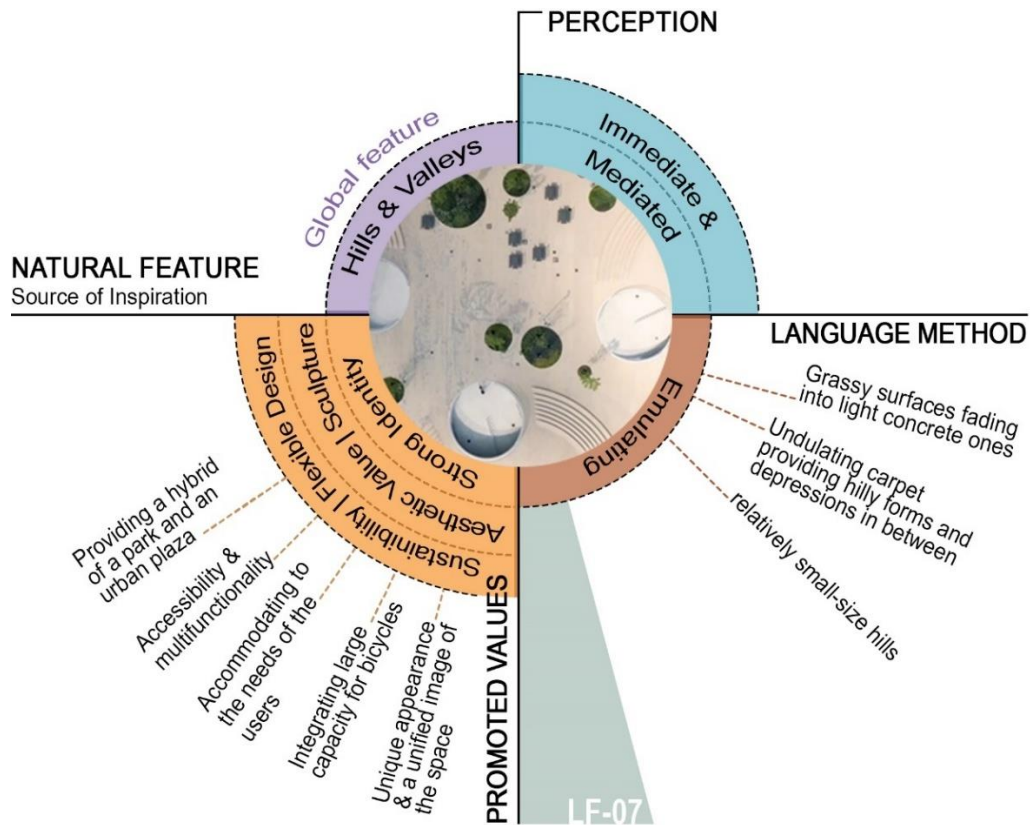 PERCEPTION
Immediate &
Mediated
Global feature
Hills & Valleys
NATURAL FEATURE
Source of Inspiration
LANGUAGE METHOD
Emulating
Grassy surfaces fading
into light concrete ones
Undulating carpet
providing hilly forms and
depressions in between
relatively small-size hills
Strong Identity
Aesthetic Value | Sculpture
Sustainibility | Flexible Design
Providing a hybrid
of a park and an
urban plaza
Accessibility &
multifunctionality
Accommodating to
the needs of the
users
Integrating large
capacity for bicycles
Unique appearance
& a unified image of
the space
PROMOTED VALUES
LF-07